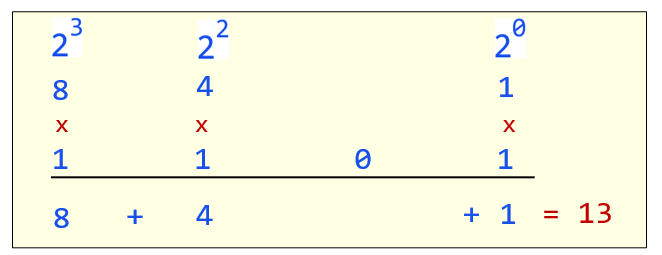 2³ 2² 2⁰
8 4 1
x x x
1 1 0 1
8 + 4 + 1 = 13